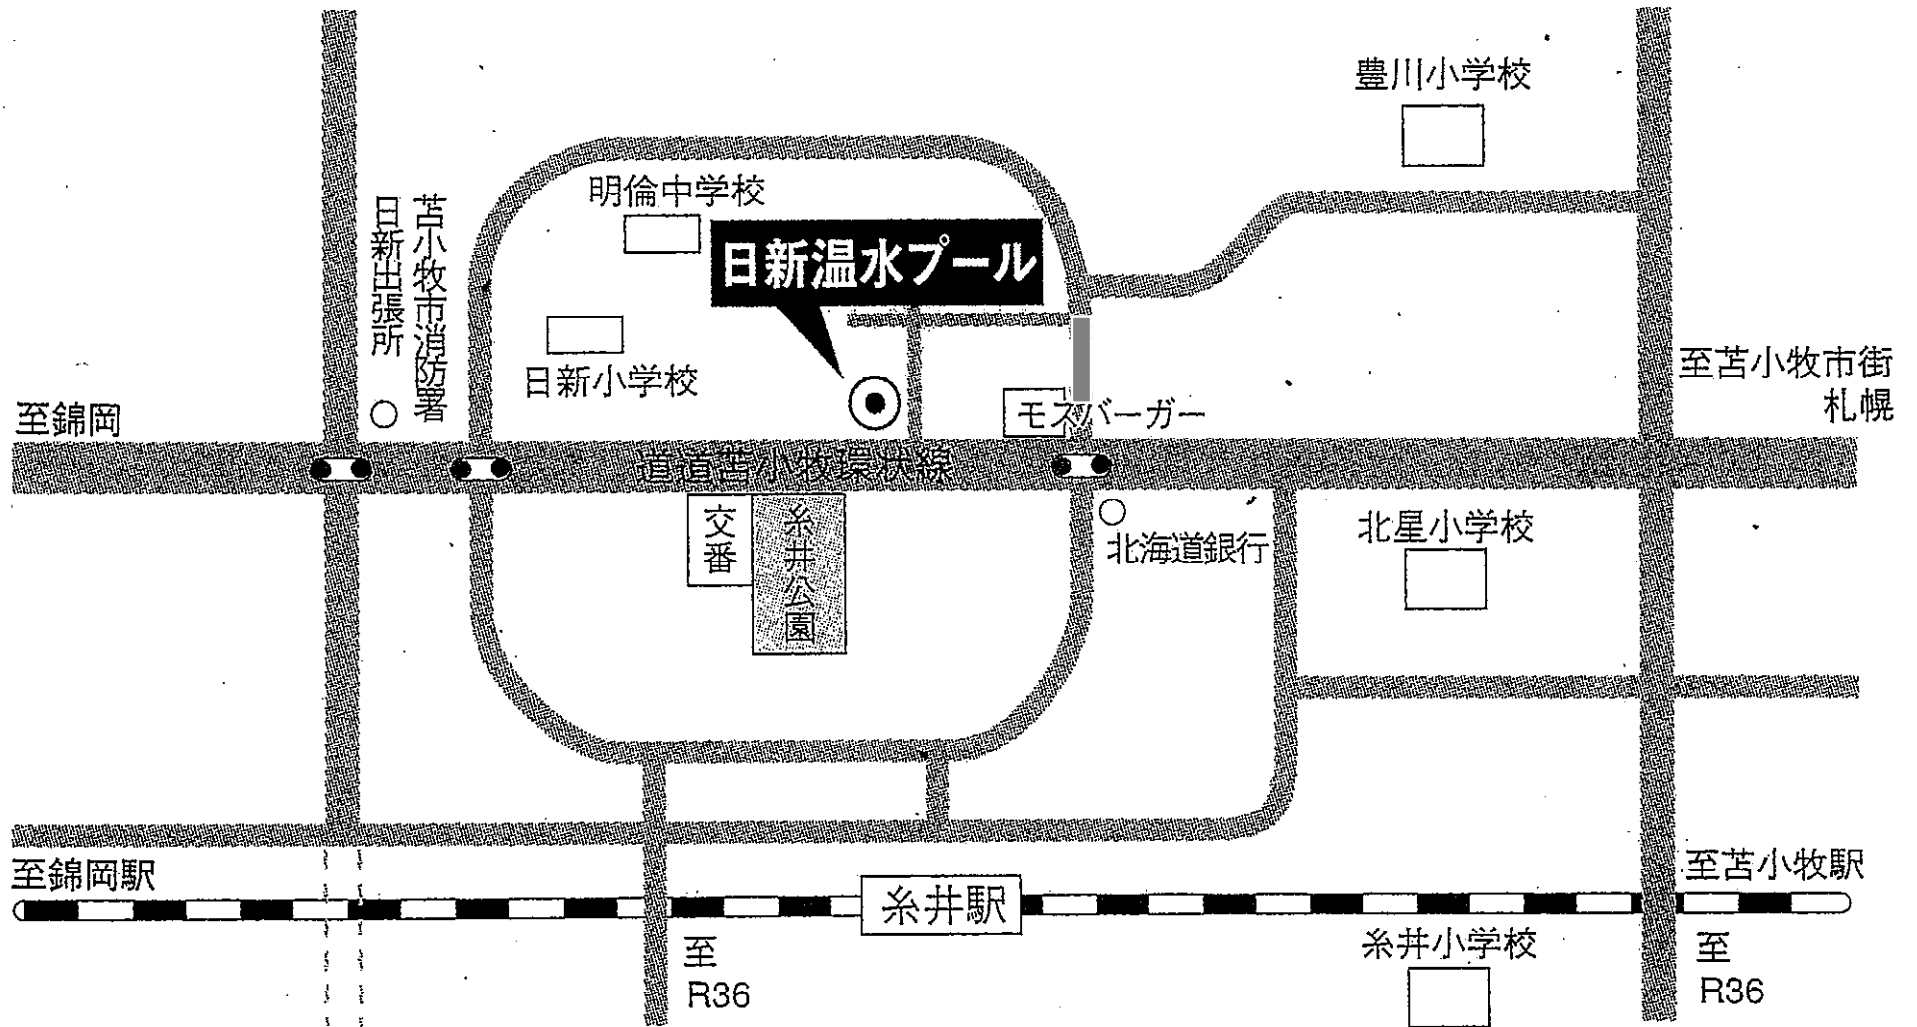 豊川小学校
明倫中学校
日新温水プール
苫小牧市消防署
日新出張所
日新小学校
至苫小牧市街
札幌
至錦岡
モスバーガー
道道苫小牧環状線
交番
糸井公園
北海道銀行
北星小学校
至錦岡駅
至苫小牧駅
糸井駅
至
R36
糸井小学校
至
R36